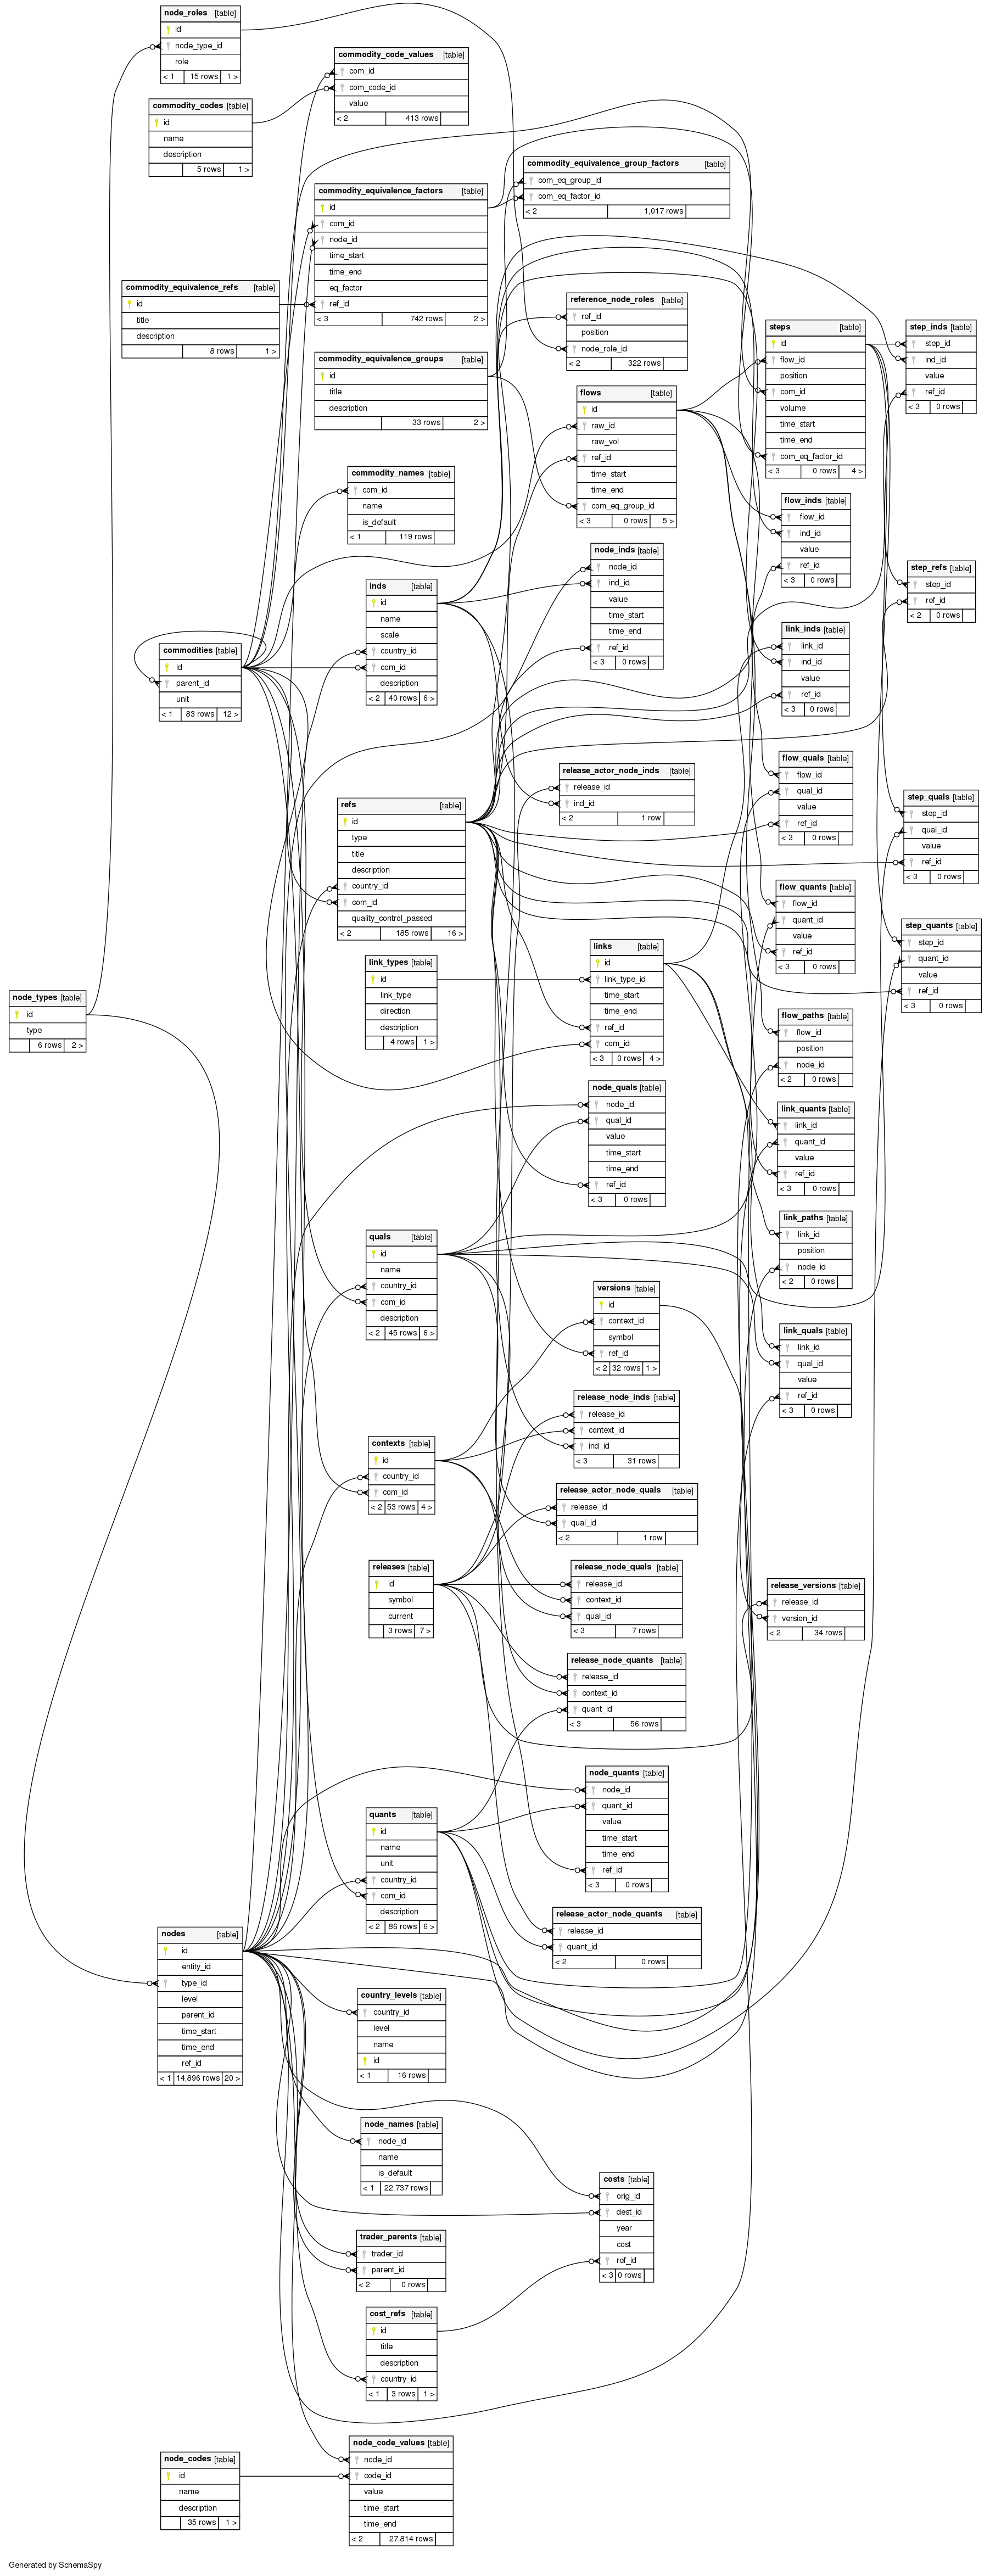 node_roles [table]
id
node_type_id
role
< 1 15 rows 1 >
commodity_code_values [table]
com_id
com_code_id
value
< 2 413 rows
commodity_codes [table]
id
name
description
5 rows 1 >
commodity_equivalence_group_factors [table]
com_eq_group_id
com_eq_factor_id
< 2 1,017 rows
commodity_equivalence_factors [table]
id
com_id
node_id
time_start
time_end
eq_factor
ref_id
< 3 742 rows 2 >
commodity_equivalence_refs [table]
id
title
description
8 rows 1 >
reference_node_roles [table]
ref_id
position
node_role_id
< 2 322 rows
steps [table]
id
flow_id
position
com_id
volume
time_start
time_end
com_eq_factor_id
< 3 0 rows 4 >
step_inds [table]
step_id
ind_id
value
ref_id
< 3 0 rows
commodity_equivalence_groups [table]
id
title
description
33 rows 2 >
flows [table]
id
raw_id
raw_vol
ref_id
time_start
time_end
com_eq_group_id
< 3 0 rows 5 >
commodity_names [table]
com_id
name
is_default
< 1 119 rows
flow_inds [table]
flow_id
ind_id
value
ref_id
< 3 0 rows
node_inds [table]
node_id
ind_id
value
time_start
time_end
ref_id
< 3 0 rows
step_refs [table]
step_id
ref_id
< 2 0 rows
inds [table]
id
name
scale
country_id
com_id
description
< 2 40 rows 6 >
link_inds [table]
link_id
ind_id
value
ref_id
< 3 0 rows
commodities [table]
id
parent_id
unit
< 1 83 rows 12 >
flow_quals [table]
flow_id
qual_id
value
ref_id
< 3 0 rows
release_actor_node_inds [table]
release_id
ind_id
< 2 1 row
step_quals [table]
step_id
qual_id
value
ref_id
< 3 0 rows
refs [table]
id
type
title
description
country_id
com_id
quality_control_passed
< 2 185 rows 16 >
flow_quants [table]
flow_id
quant_id
value
ref_id
< 3 0 rows
step_quants [table]
step_id
quant_id
value
ref_id
< 3 0 rows
links [table]
id
link_type_id
time_start
time_end
ref_id
com_id
< 3 0 rows 4 >
link_types [table]
id
link_type
direction
description
4 rows 1 >
node_types [table]
id
type
6 rows 2 >
flow_paths [table]
flow_id
position
node_id
< 2 0 rows
node_quals [table]
node_id
qual_id
value
time_start
time_end
ref_id
< 3 0 rows
link_quants [table]
link_id
quant_id
value
ref_id
< 3 0 rows
link_paths [table]
link_id
position
node_id
< 2 0 rows
quals [table]
id
name
country_id
com_id
description
< 2 45 rows 6 >
versions [table]
id
context_id
symbol
ref_id
< 2 32 rows 1 >
link_quals [table]
link_id
qual_id
value
ref_id
< 3 0 rows
release_node_inds [table]
release_id
context_id
ind_id
< 3 31 rows
contexts [table]
id
country_id
com_id
< 2 53 rows 4 >
release_actor_node_quals [table]
release_id
qual_id
< 2 1 row
releases [table]
id
symbol
current
3 rows 7 >
release_node_quals [table]
release_id
context_id
qual_id
< 3 7 rows
release_versions [table]
release_id
version_id
< 2 34 rows
release_node_quants [table]
release_id
context_id
quant_id
< 3 56 rows
node_quants [table]
node_id
quant_id
value
time_start
time_end
ref_id
< 3 0 rows
quants [table]
id
name
unit
country_id
com_id
description
< 2 86 rows 6 >
release_actor_node_quants [table]
release_id
quant_id
< 2 0 rows
nodes [table]
id
entity_id
type_id
level
parent_id
time_start
time_end
ref_id
< 1 14,896 rows 20 >
country_levels [table]
country_id
level
name
id
< 1 16 rows
node_names [table]
node_id
name
is_default
< 1 22,737 rows
costs [table]
orig_id
dest_id
year
cost
ref_id
< 3 0 rows
trader_parents [table]
trader_id
parent_id
< 2 0 rows
cost_refs [table]
id
title
description
country_id
< 1 3 rows 1 >
node_code_values [table]
node_id
code_id
value
time_start
time_end
< 2 27,814 rows
node_codes [table]
id
name
description
35 rows 1 >
Generated by SchemaSpy